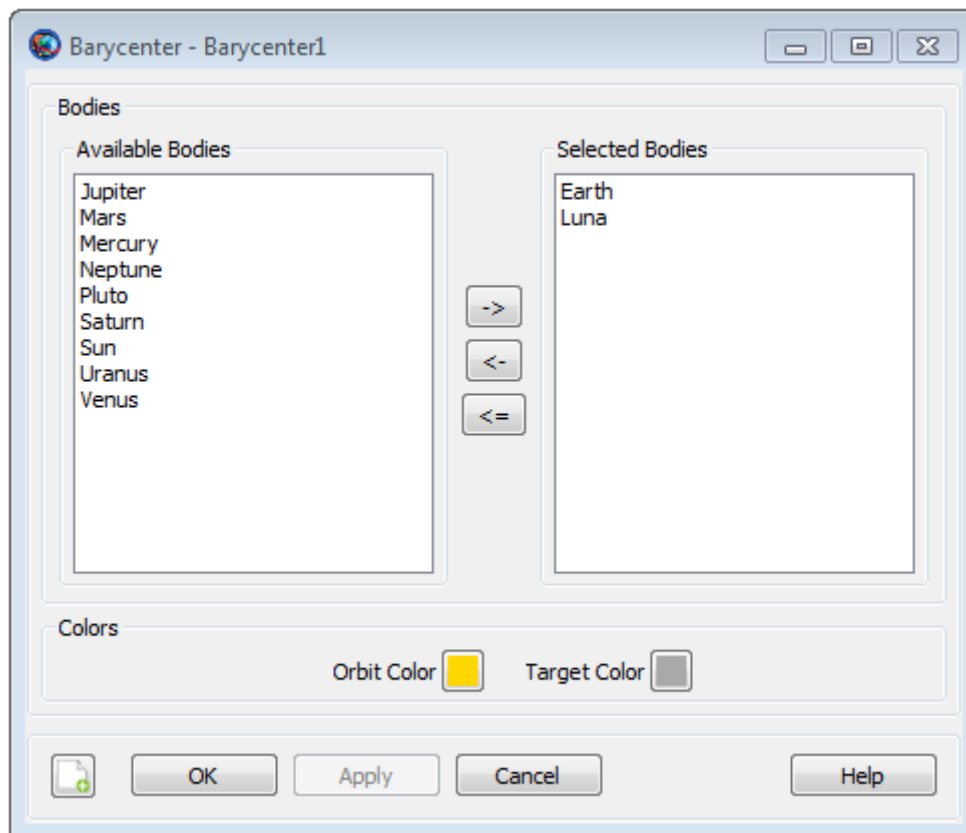 Barycenter - Barycenter1
Bodies
Available Bodies
Jupiter
Mars
Mercury
Neptune
Pluto
Saturn
Sun
Uranus
Venus
->
<-
<=
Selected Bodies
Earth
Luna
Colors
Orbit Color
Target Color
OK
Apply
Cancel
Help